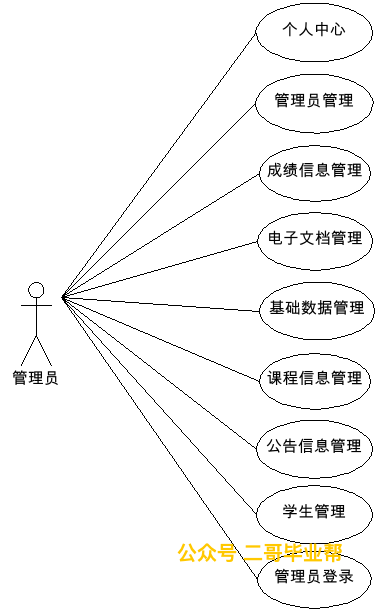 个人中心
管理员管理
成绩信息管理
电子文档管理
基础数据管理
管理员
课程信息管理
公告信息管理
学生管理
公众号 二哥毕业帮
管理员登录